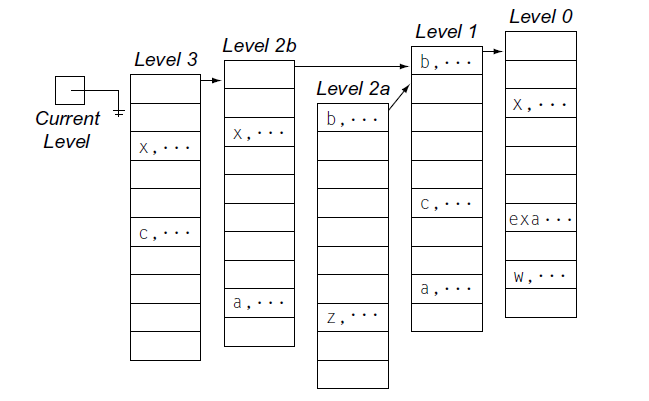 Level 0
Level 1
Level 2b
Level 3
b,···
Level 2a
x,···
b,···
Current
Level
x,···
x,···
c,···
exa···
c,···
w,···
a,···
a,···
z,···